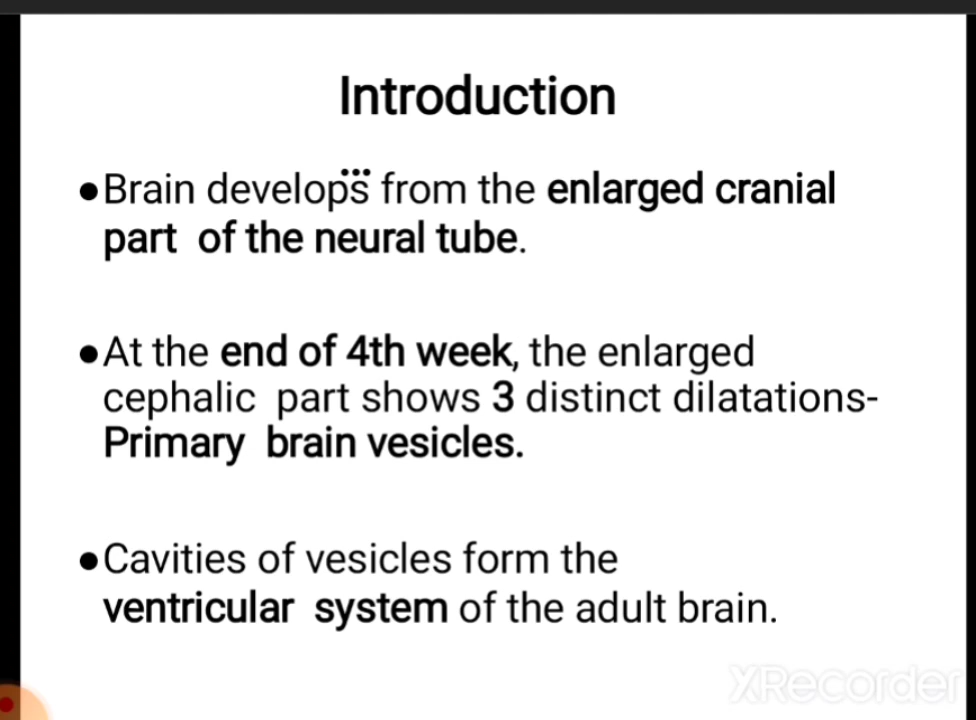 Introduction
●Brain develops from the enlarged cranial
part of the neural tube.
●At the end of 4th week, the enlarged
cephalic part shows 3 distinct dilatations-
Primary brain vesicles.
●Cavities of vesicles form the
ventricular system of the adult brain.
XRecorder